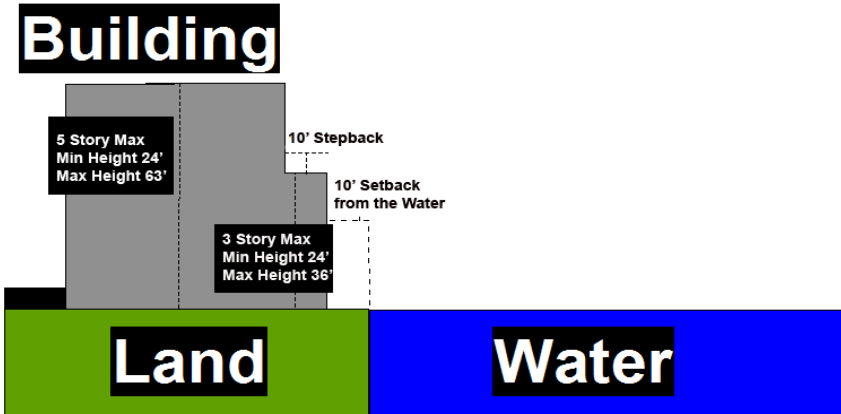 Building
5 Story Max
Min Height 24’
Max Height 63’
10’ Stepback
10’ Setback
from the Water
3 Story Max
Min Height 24’
Max Height 36’
Land
Water